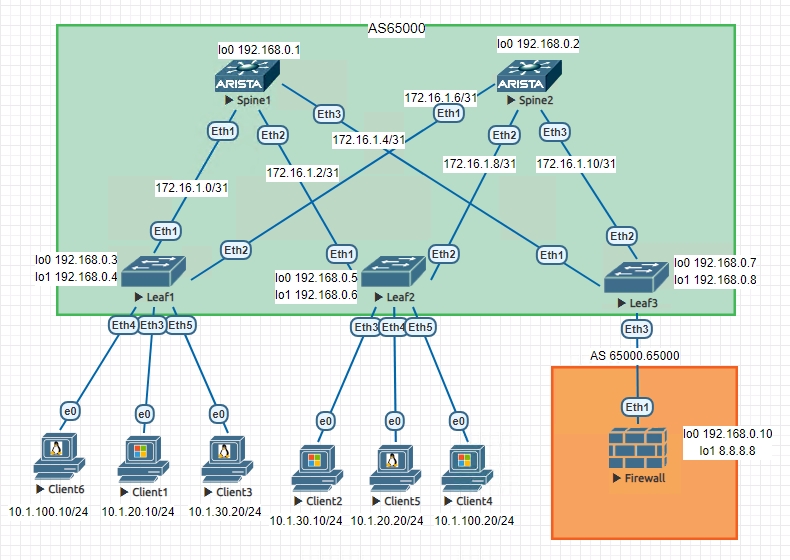 AS65000
lo0 192.168.0.1
lo0 192.168.0.2
ARISTA
ARISTA
Spine1
Spine2
172.16.1.6/31
Eth3
Eth1
Eth1
Eth2
Eth2
Eth3
172.16.1.4/31
172.16.1.2/31
172.16.1.8/31
172.16.1.10/31
172.16.1.0/31
Eth1
Eth2
Eth1
Eth2
Eth1
Eth2
lo0 192.168.0.3
lo1 192.168.0.4
lo0 192.168.0.5
lo1 192.168.0.6
lo0 192.168.0.7
lo1 192.168.0.8
Leaf1
Leaf2
Leaf3
Eth4
Eth3
Eth5
Eth3
Eth4
Eth5
Eth3
AS 65000.65000
e0
e0
e0
e0
e0
e0
Eth1
lo0 192.168.0.10
lo1 8.8.8.8
Firewall
Client6
Client1
Client3
Client2
Client5
Client4
10.1.100.10/24
10.1.20.10/24
10.1.30.20/24
10.1.30.10/24
10.1.20.20/24
10.1.100.20/24